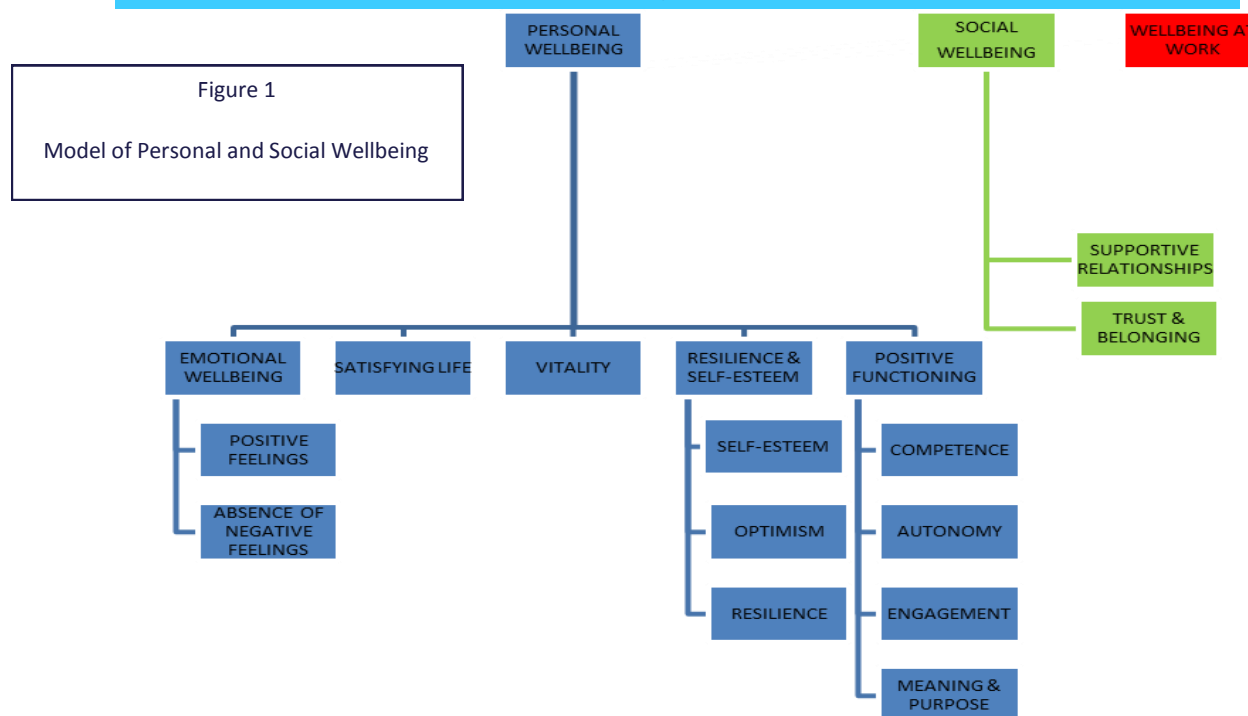 PERSONAL
WELLBEING
SOCIAL
WELLBEING
WELLBEING AT
WORK
Figure 1
Model of Personal and Social Wellbeing
SUPPORTIVE
RELATIONSHIPS
TRUST &
BELONGING
EMOTIONAL
WELLBEING
SATISFYING LIFE
VITALITY
RESILIENCE &
SELF-ESTEEM
POSITIVE
FUNCTIONING
POSITIVE
FEELINGS
ABSENCE OF
NEGATIVE
FEELINGS
SELF-ESTEEM
OPTIMISM
RESILIENCE
COMPETENCE
AUTONOMY
ENGAGEMENT
MEANING &
PURPOSE